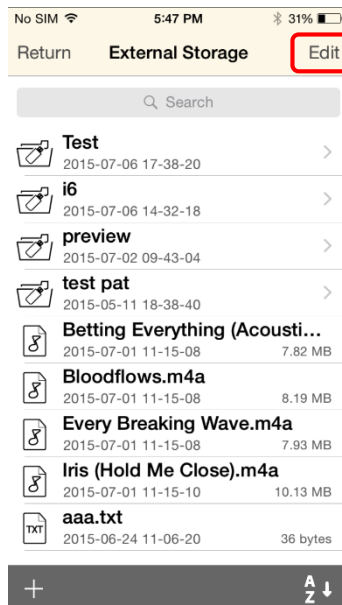 No SIM 5:47 PM 31%
Return External Storage Edit
Search
Test
2015-07-06 17-38-20
i6
2015-07-06 14-32-18
preview
2015-07-02 09-43-04
test pat
2015-05-11 18-38-40
Betting Everything (Acousti...
2015-07-01 11-15-08 7.82 MB
Bloodflows.m4a
2015-07-01 11-15-08 8.19 MB
Every Breaking Wave.m4a
2015-07-01 11-15-08 7.93 MB
Iris (Hold Me Close).m4a
2015-07-01 11-15-10 10.13 MB
aaa.txt
TXT 2015-06-24 11-06-20 36 bytes
+ A
Z